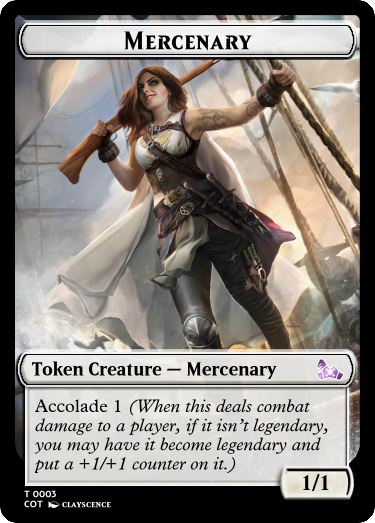 Mercenary
Token Creature — Mercenary
Accolade 1 (When this deals combat
damage to a player, if it isn't legendary,
you may have it become legendary and
put a +1/+1 counter on it.)
1/1
T 0003
COT CLAYSCIENCE